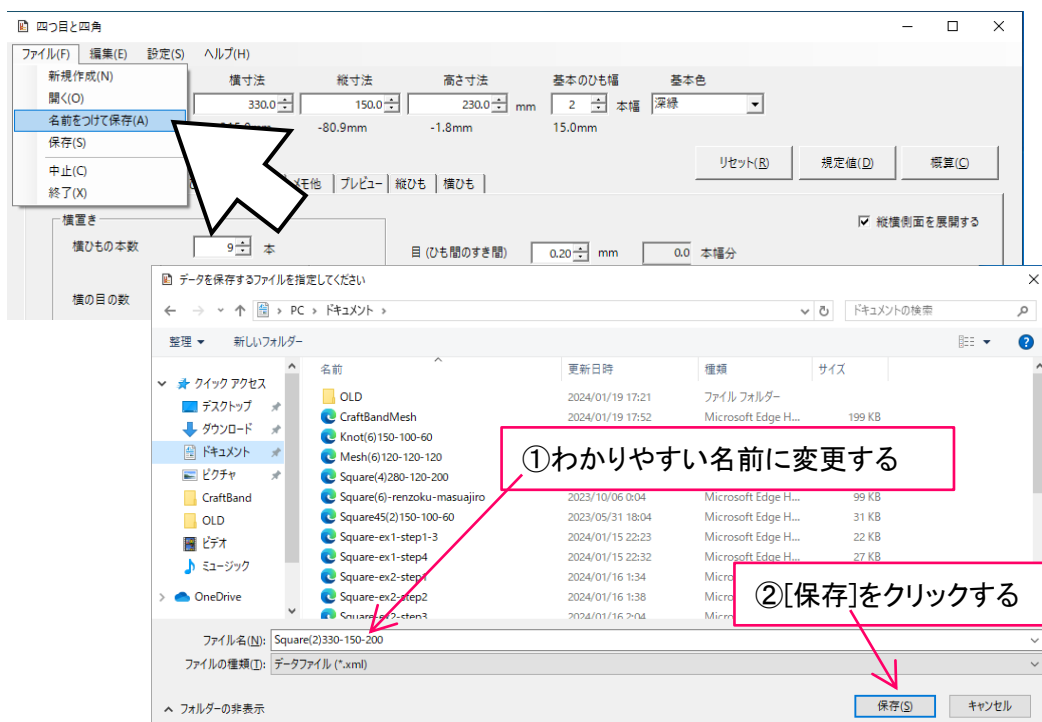 四つ目と四角
ファイル(F) 編集(E) 設定(S) ヘルプ(H)
新規作成(N)
開く(O)
名前をつけて保存(A)
保存(S)
中止(C)
終了(X)
横寸法 縦寸法 高さ寸法 基本のひも幅 基本色
330.0 150.0 230.0 mm 2 本幅 深緑
-80.9mm -1.8mm 15.0mm
リセット(R) 規定値(D) 概算(C)
メモ他 プレビュー 縦ひも 横ひも
横置き
縦横側面を展開する
横ひもの本数 9 本 目 (ひも間のすき間) 0.20 mm 0.0 本幅分
横の目の数
データを保存するファイルを指定してください
PC › ドキュメント ›
ドキュメントの検索
整理 新しいフォルダー
クイック アクセス
デスクトップ
ダウンロード
ドキュメント
ピクチャ
CraftBand
OLD
ビデオ
ミュージック
OneDrive
名前 更新日時 種類 サイズ
OLD 2024/01/19 17:21 ファイル フォルダー
CraftBandMesh 2024/01/19 17:52 Microsoft Edge H... 199 KB
Knot(6)150-100-60
Mesh(6)120-120-120
Square(4)280-120-200
Square(6)-renzoku-masuajiro 2023/10/06 0:04 Microsoft Edge H... 99 KB
Square45(2)150-100-60 2023/05/31 18:04 Microsoft Edge H... 31 KB
Square-ex1-step1-3 2024/01/15 22:23 Microsoft Edge H... 22 KB
Square-ex1-step4 2024/01/15 22:32 Microsoft Edge H... 27 KB
Square-ex2-step1 2024/01/16 1:34 Micro
Square-ex2-step2 2024/01/16 1:38 Micro
Square-ex2-step3 2024/01/16 2:04 Micro
①わかりやすい名前に変更する
②[保存]をクリックする
ファイル名(N): Square(2)330-150-200
ファイルの種類(T): データファイル (*.xml)
フォルダーの非表示
保存(S) キャンセル